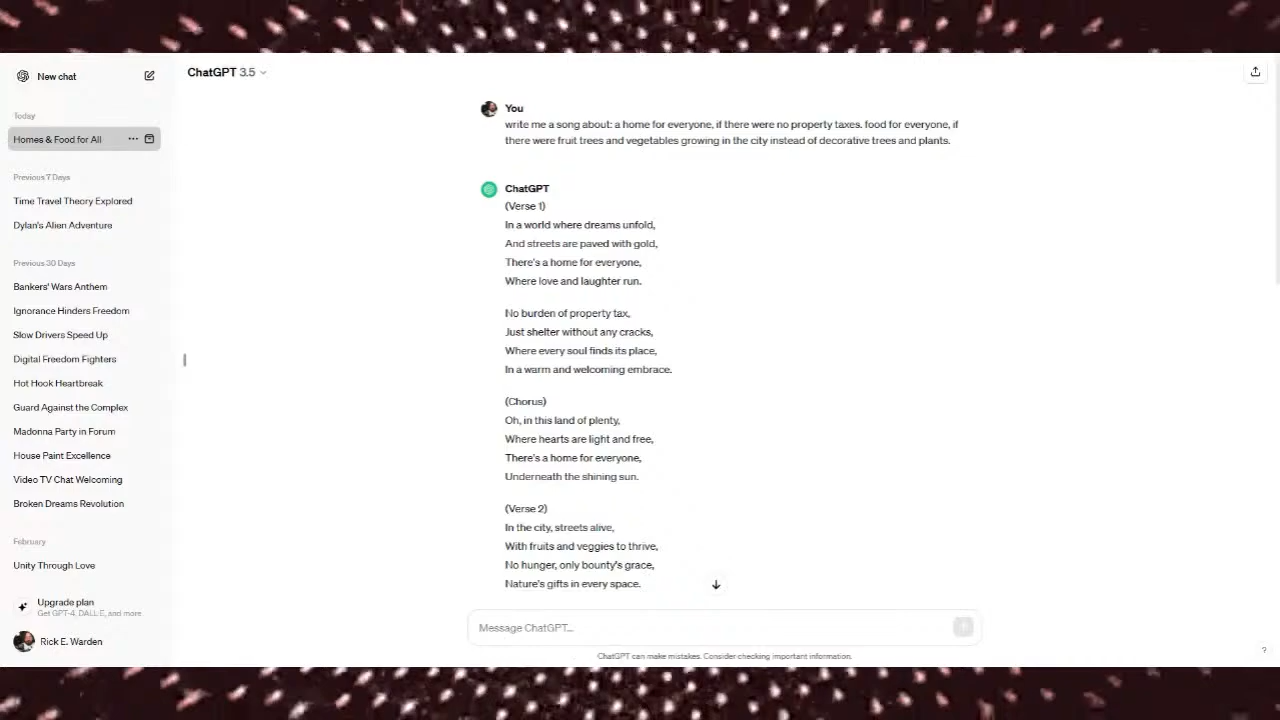 New chat
Today
Homes & Food for All
Previous 7 Days
Time Travel Theory Explored
Dylan's Alien Adventure
Previous 30 Days
Bankers' Wars Anthem
Ignorance Hinders Freedom
Slow Drivers Speed Up
Digital Freedom Fighters
Hot Hook Heartbreak
Guard Against the Complex
Madonna Party in Forum
House Paint Excellence
Video TV Chat Welcoming
Broken Dreams Revolution
February
Unity Through Love
Upgrade plan
Get GPT-4, DALL·E, and more
Rick E. Warden
ChatGPT 3.5
You
write me a song about: a home for everyone, if there were no property taxes. food for everyone, if
there were fruit trees and vegetables growing in the city instead of decorative trees and plants.
ChatGPT
(Verse 1)
In a world where dreams unfold,
And streets are paved with gold,
There's a home for everyone,
Where love and laughter run.
No burden of property tax,
Just shelter without any cracks,
Where every soul finds its place,
In a warm and welcoming embrace.
(Chorus)
Oh, in this land of plenty,
Where hearts are light and free,
There's a home for everyone,
Underneath the shining sun.
(Verse 2)
In the city, streets alive,
With fruits and veggies to thrive,
No hunger, only bounty's grace,
Nature's gifts in every space.
Message ChatGPT...
ChatGPT can make mistakes. Consider checking important information.
?